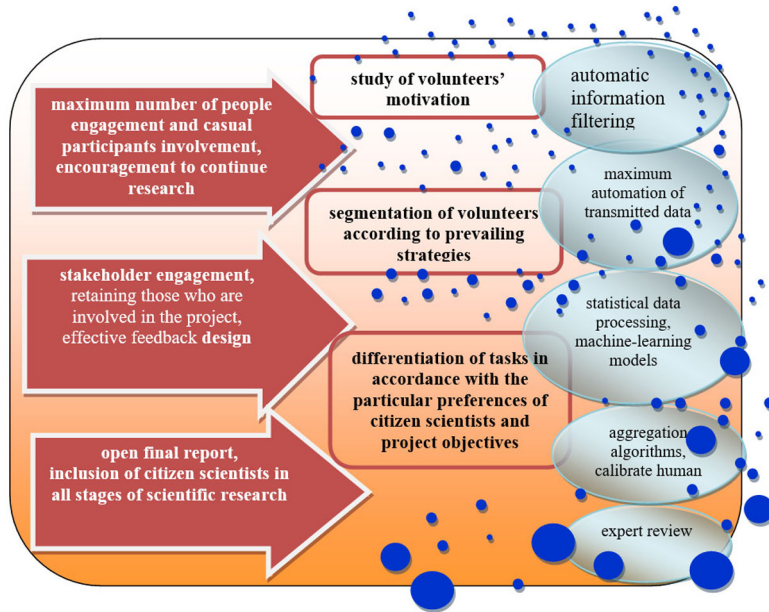 maximum number of people
engagement and casual
participants involvement,
encouragement to continue
research
stakeholder engagement,
retaining those who are
involved in the project,
effective feedback design
open final report,
inclusion of citizen scientists in
all stages of scientific research
study of volunteers’
motivation
segmentation of volunteers
according to prevailing
strategies
differentiation of tasks in
accordance with the
particular preferences of
citizen scientists and
project objectives
automatic
information
filtering
maximum
automation of
transmitted data
statistical data
processing,
machine-learning
models
aggregation
algorithms,
calibrate human
expert review